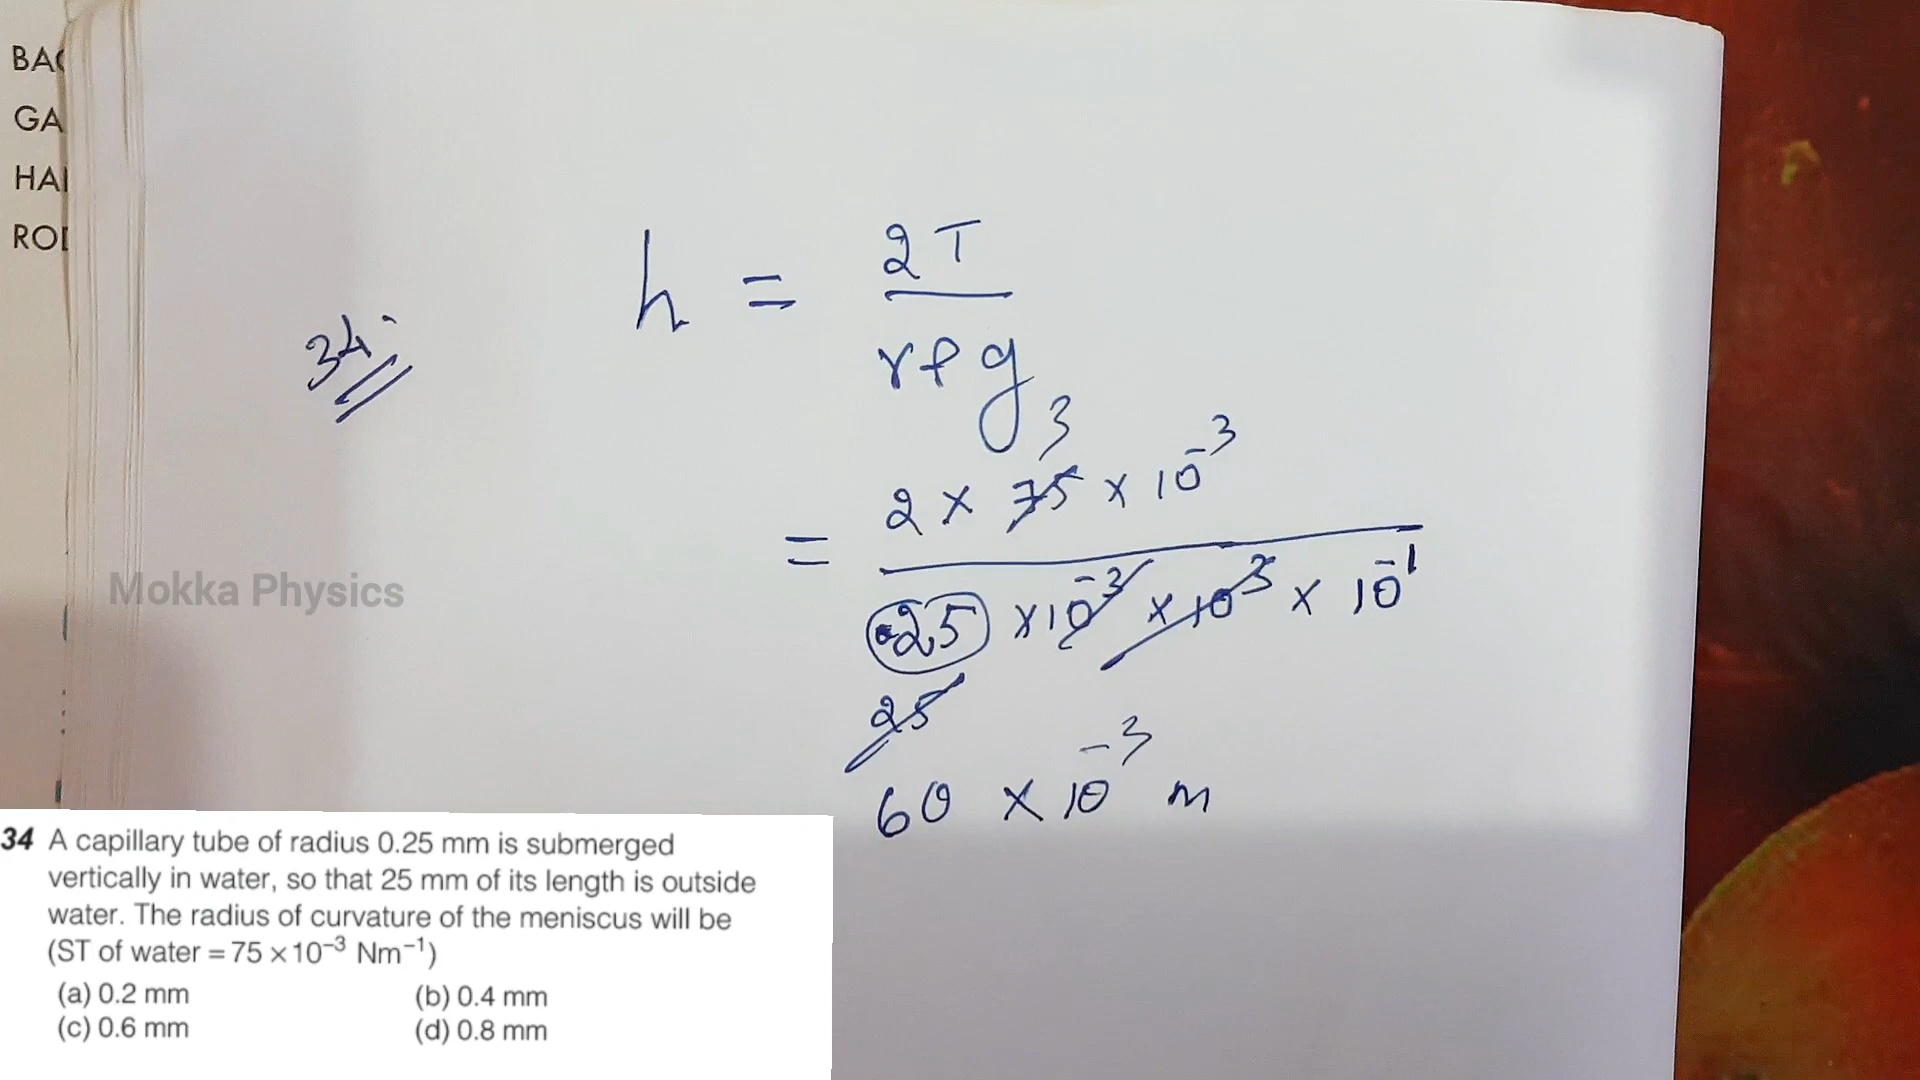 BA
GA
HA
RO
34.
h = 2T / rρg
3
= 2 × 75 × 10⁻³ / .25 × 10⁻³ × 10³ × 10⁻¹
25
60 × 10⁻³ m
Mokka Physics
34 A capillary tube of radius 0.25 mm is submerged
vertically in water, so that 25 mm of its length is outside
water. The radius of curvature of the meniscus will be
(ST of water = 75 × 10⁻³ Nm⁻¹)
(a) 0.2 mm (b) 0.4 mm
(c) 0.6 mm (d) 0.8 mm